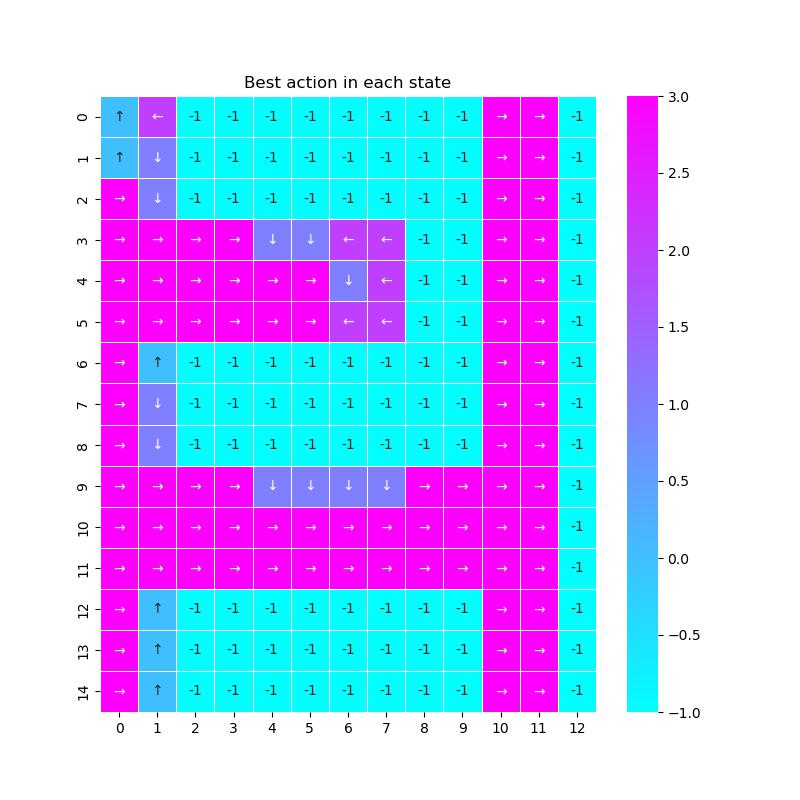 Best action in each state
0 ↑ ← -1 -1 -1 -1 -1 -1 -1 -1 → → -1
1 ↑ ↓ -1 -1 -1 -1 -1 -1 -1 -1 → → -1
2 → ↓ -1 -1 -1 -1 -1 -1 -1 -1 → → -1
3 → → → → ↓ ↓ ← ← -1 -1 → → -1
4 → → → → → → ↓ ← -1 -1 → → -1
5 → → → → → → ← ← -1 -1 → → -1
6 → ↑ -1 -1 -1 -1 -1 -1 -1 -1 → → -1
7 → ↓ -1 -1 -1 -1 -1 -1 -1 -1 → → -1
8 → ↓ -1 -1 -1 -1 -1 -1 -1 -1 → → -1
9 → → → → ↓ ↓ ↓ ↓ → → → → -1
10 → → → → → → → → → → → → -1
11 → → → → → → → → → → → → -1
12 → ↑ -1 -1 -1 -1 -1 -1 -1 -1 → → -1
13 → ↑ -1 -1 -1 -1 -1 -1 -1 -1 → → -1
14 → ↑ -1 -1 -1 -1 -1 -1 -1 -1 → → -1
0 1 2 3 4 5 6 7 8 9 10 11 12
3.0
2.5
2.0
1.5
1.0
0.5
0.0
−0.5
−1.0